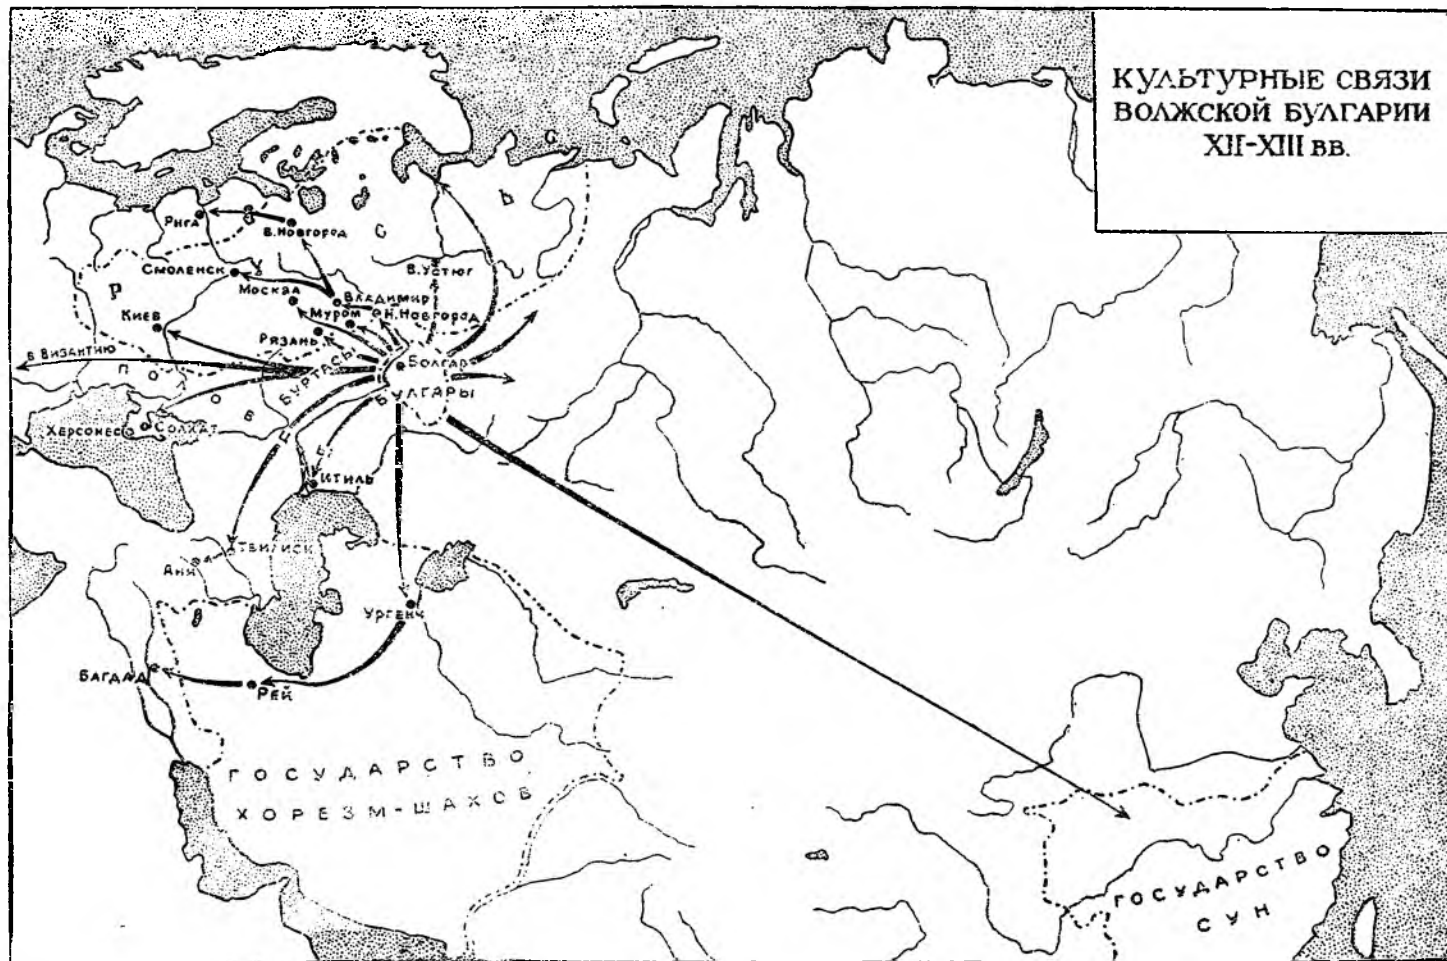 КУЛЬТУРНЫЕ СВЯЗИ
ВОЛЖСКОЙ БУЛГАРИИ
XII-XIII ВВ.
Р У С Ь
Рига
В.Новгород
Смоленск
Москва
В.Устюг
Владимир
Н.Новгород
Муром
Киев
Рязань
в Византию
Болгар
БУЛГАРЫ
БУРТАСЫ
П О Л О В Ц Ы
Херсонес
Солхат
Итиль
Тбилиси
Ани
Ургенч
Багдад
Рей
ГОСУДАРСТВО
ХОРЕЗМ-ШАХОВ
ГОСУДАРСТВО
СУН